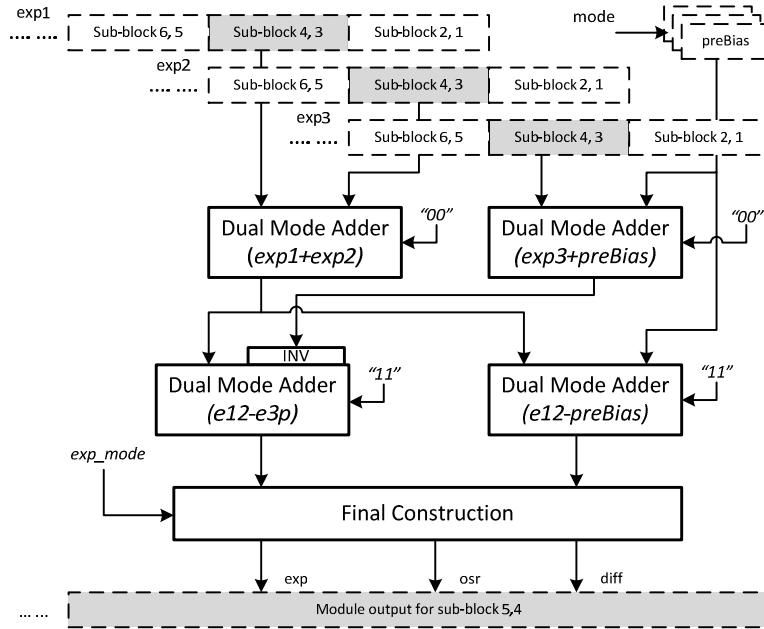 exp1
.... .... Sub-block 6, 5 Sub-block 4, 3 Sub-block 2, 1
mode
preBias
exp2
.... .... Sub-block 6, 5 Sub-block 4, 3 Sub-block 2, 1
exp3
.... .... Sub-block 6, 5 Sub-block 4, 3 Sub-block 2, 1
Dual Mode Adder
(exp1+exp2)
“00”
Dual Mode Adder
(exp3+preBias)
“00”
INV
Dual Mode Adder
(e12-e3p)
“11”
Dual Mode Adder
(e12-preBias)
“11”
exp_mode
Final Construction
exp osr diff
... ... Module output for sub-block 5,4